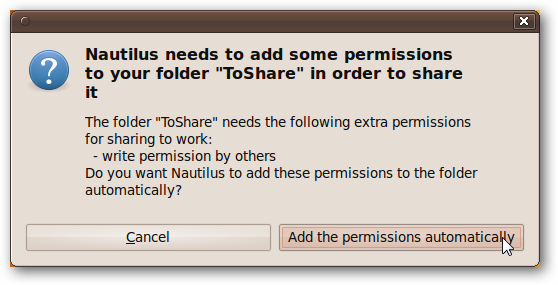 Nautilus needs to add some permissions
to your folder "ToShare" in order to share
it
The folder "ToShare" needs the following extra permissions
for sharing to work:
- write permission by others
Do you want Nautilus to add these permissions to the folder
automatically?
Cancel
Add the permissions automatically